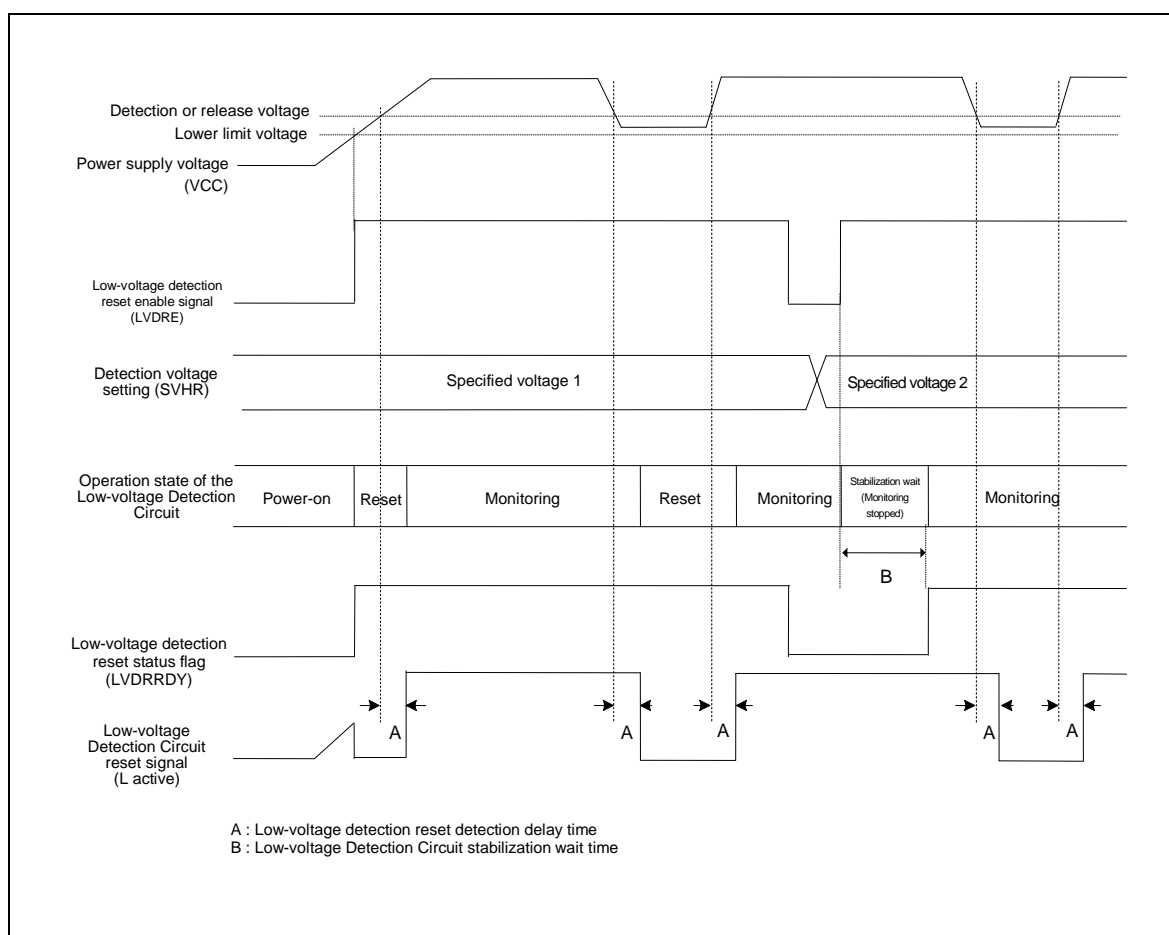 Detection or release voltage
Lower limit voltage
Power supply voltage
(VCC)
Low-voltage detection
reset enable signal
(LVDRE)
Detection voltage
setting (SVHR)
Specified voltage 1
Specified voltage 2
Operation state of the
Low-voltage Detection
Circuit
Power-on
Reset
Monitoring
Reset
Monitoring
Stabilization wait
(Monitoring
stopped)
Monitoring
B
Low-voltage detection
reset status flag
(LVDRRDY)
A
A
A
A
A
Low-voltage
Detection Circuit
reset signal
(L active)
A : Low-voltage detection reset detection delay time
B : Low-voltage Detection Circuit stabilization wait time